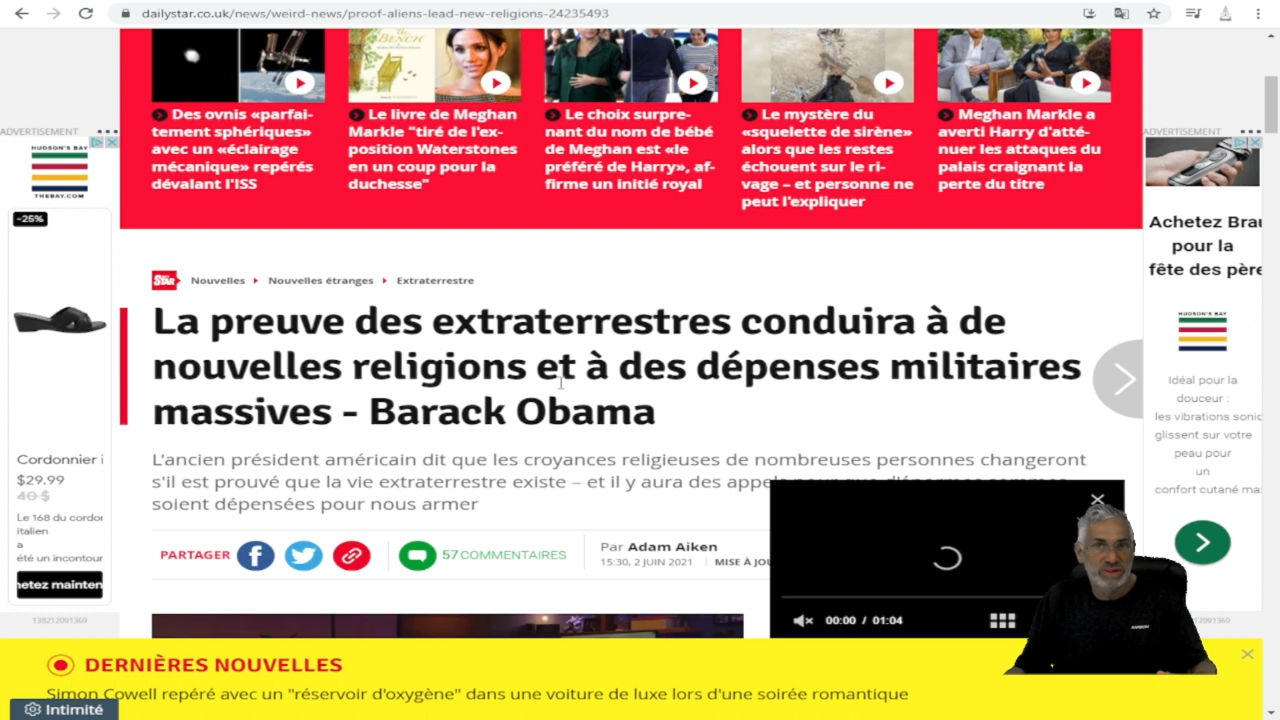 dailystar.co.uk/news/weird-news/proof-aliens-lead-new-religions-24235493
Des ovnis «parfai-
tement sphériques»
avec un «éclairage
mécanique» repérés
dévalant l'ISS
Le livre de Meghan
Markle "tiré de l'ex-
position Waterstones
en un coup pour la
duchesse"
Le choix surpre-
nant du nom de bébé
de Meghan est «le
préféré de Harry», af-
firme un initié royal
Le mystère du
«squelette de sirène»
alors que les restes
échouent sur le ri-
vage – et personne ne
peut l'expliquer
Meghan Markle a
averti Harry d'atté-
nuer les attaques du
palais craignant la
perte du titre
ADVERTISEMENT
HUDSON'S BAY
THEBAY.COM
-25%
Cordonnier i
$29.99
40 $
Le 168 du cordor
italien
a
été un incontour
netez mainten
138212091369
STAR
Nouvelles
Nouvelles étranges
Extraterrestre
La preuve des extraterrestres conduira à de
nouvelles religions et à des dépenses militaires
massives - Barack Obama
L'ancien président américain dit que les croyances religieuses de nombreuses personnes changeront
s'il est prouvé que la vie extraterrestre existe – et il y aura des appels
soient dépensées pour nous armer
PARTAGER
57 COMMENTAIRES
Par Adam Aiken
15:30, 2 JUIN 2021
MISE À JOU
00:00 / 01:04
ADVERTISEMENT
Achetez Brau
pour la
fête des père
HUDSON'S BAY
Idéal pour la
douceur :
les vibrations sonic
glissent sur votre
peau pour
un
confort cutané ma
DERNIÈRES NOUVELLES
Simon Cowell repéré avec un "réservoir d'oxygène" dans une voiture de luxe lors d'une soirée romantique
Intimité